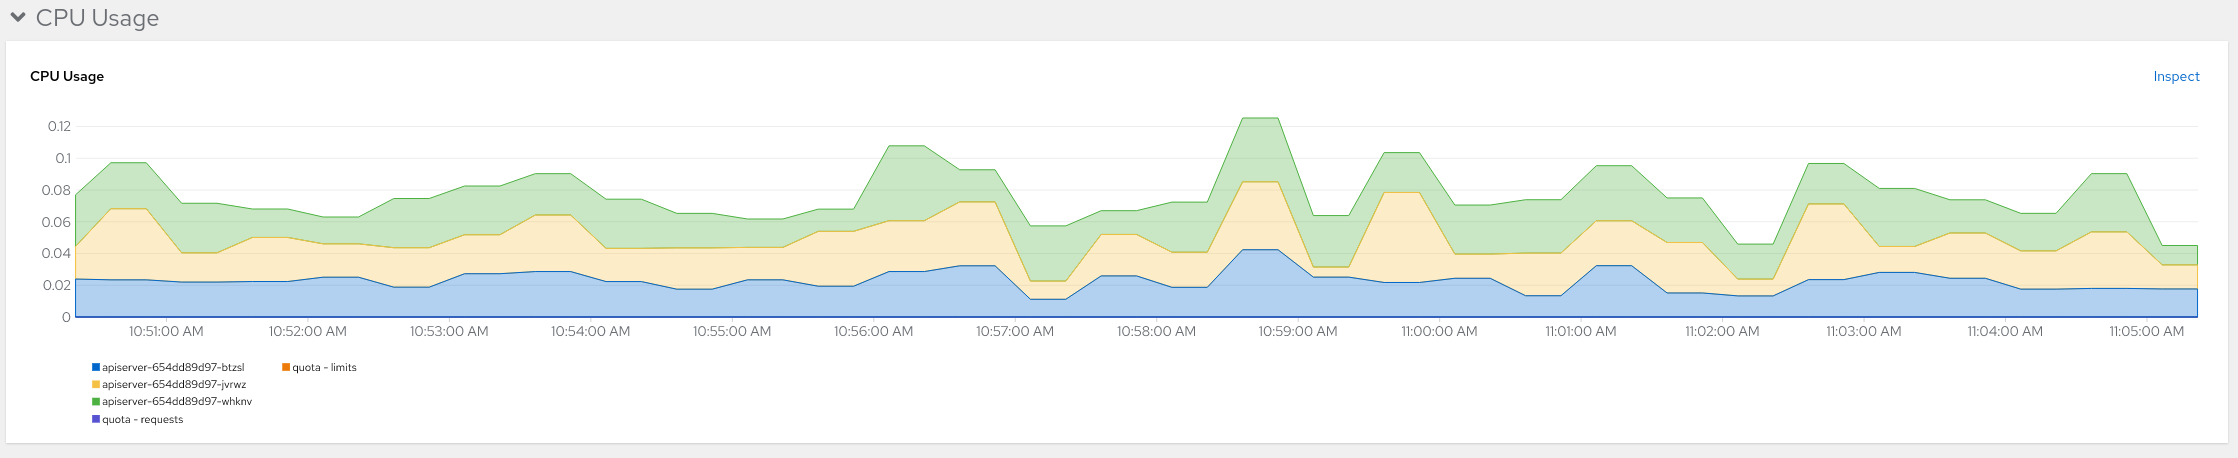 CPU Usage
CPU Usage
Inspect
0.12
0.1
0.08
0.06
0.04
0.02
0
10:51:00 AM 10:52:00 AM 10:53:00 AM 10:54:00 AM 10:55:00 AM 10:56:00 AM 10:57:00 AM 10:58:00 AM 10:59:00 AM 11:00:00 AM 11:01:00 AM 11:02:00 AM 11:03:00 AM 11:04:00 AM 11:05:00 AM
apiserver-654dd89d97-btzsl quota - limits
apiserver-654dd89d97-jvrwz
apiserver-654dd89d97-whknv
quota - requests